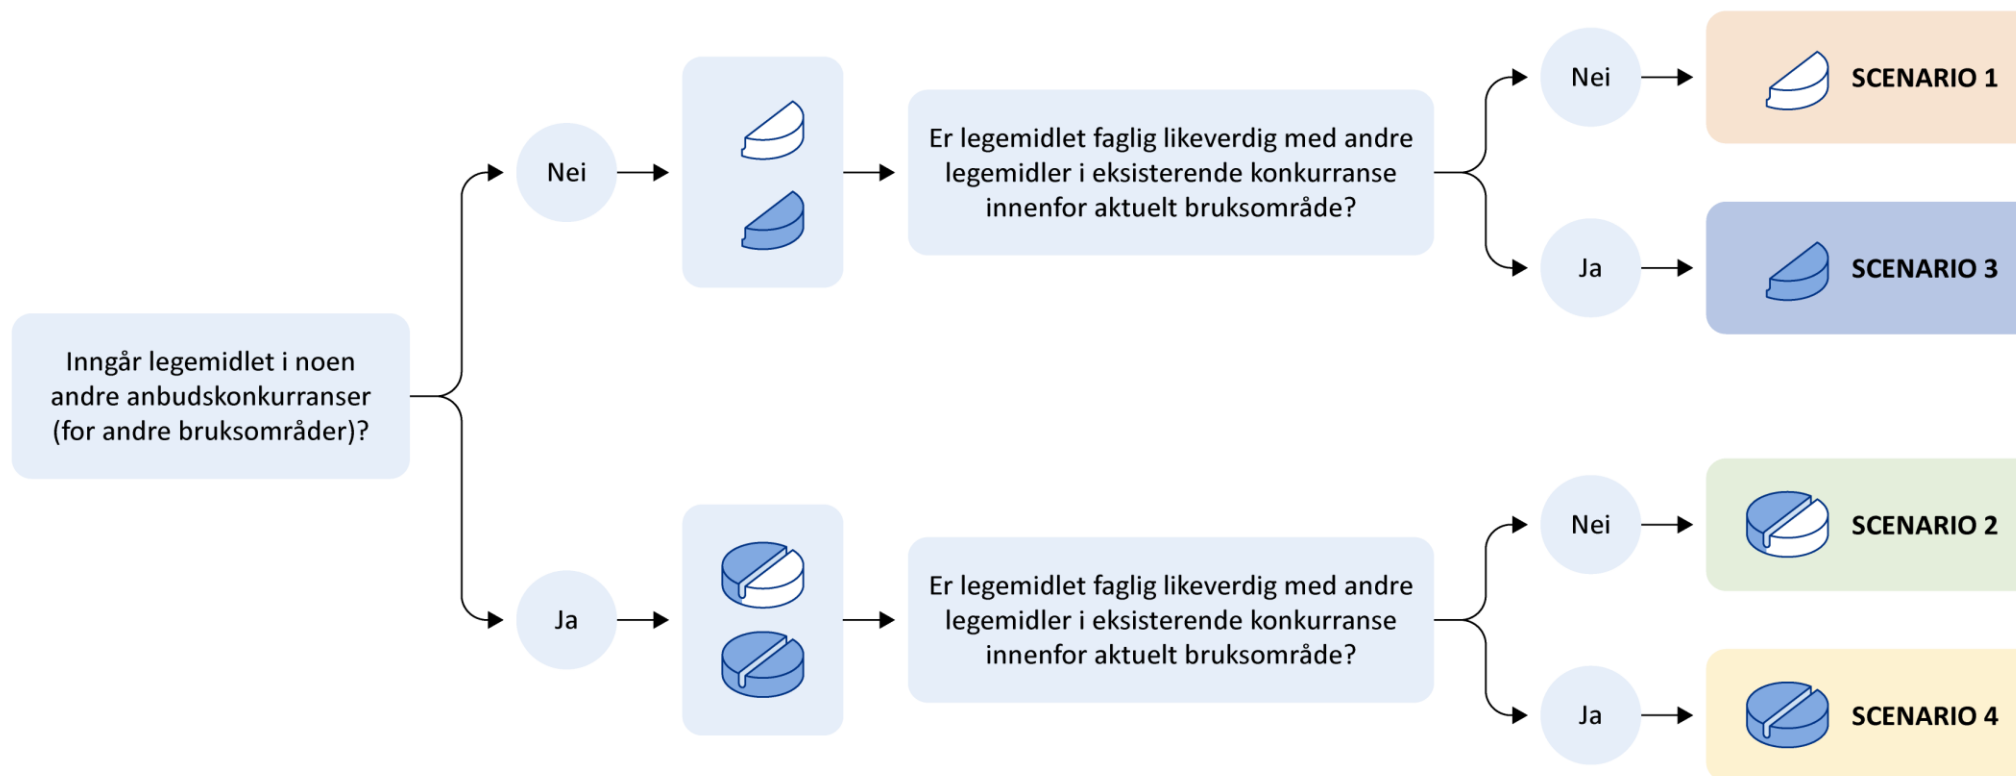 Inngår legemidlet i noen
andre anbudskonkurranser
(for andre bruksområder)?
Nei
Er legemidlet faglig likeverdig med andre
legemidler i eksisterende konkurranse
innenfor aktuelt bruksområde?
Nei
SCENARIO 1
Ja
SCENARIO 3
Ja
Er legemidlet faglig likeverdig med andre
legemidler i eksisterende konkurranse
innenfor aktuelt bruksområde?
Nei
SCENARIO 2
Ja
SCENARIO 4